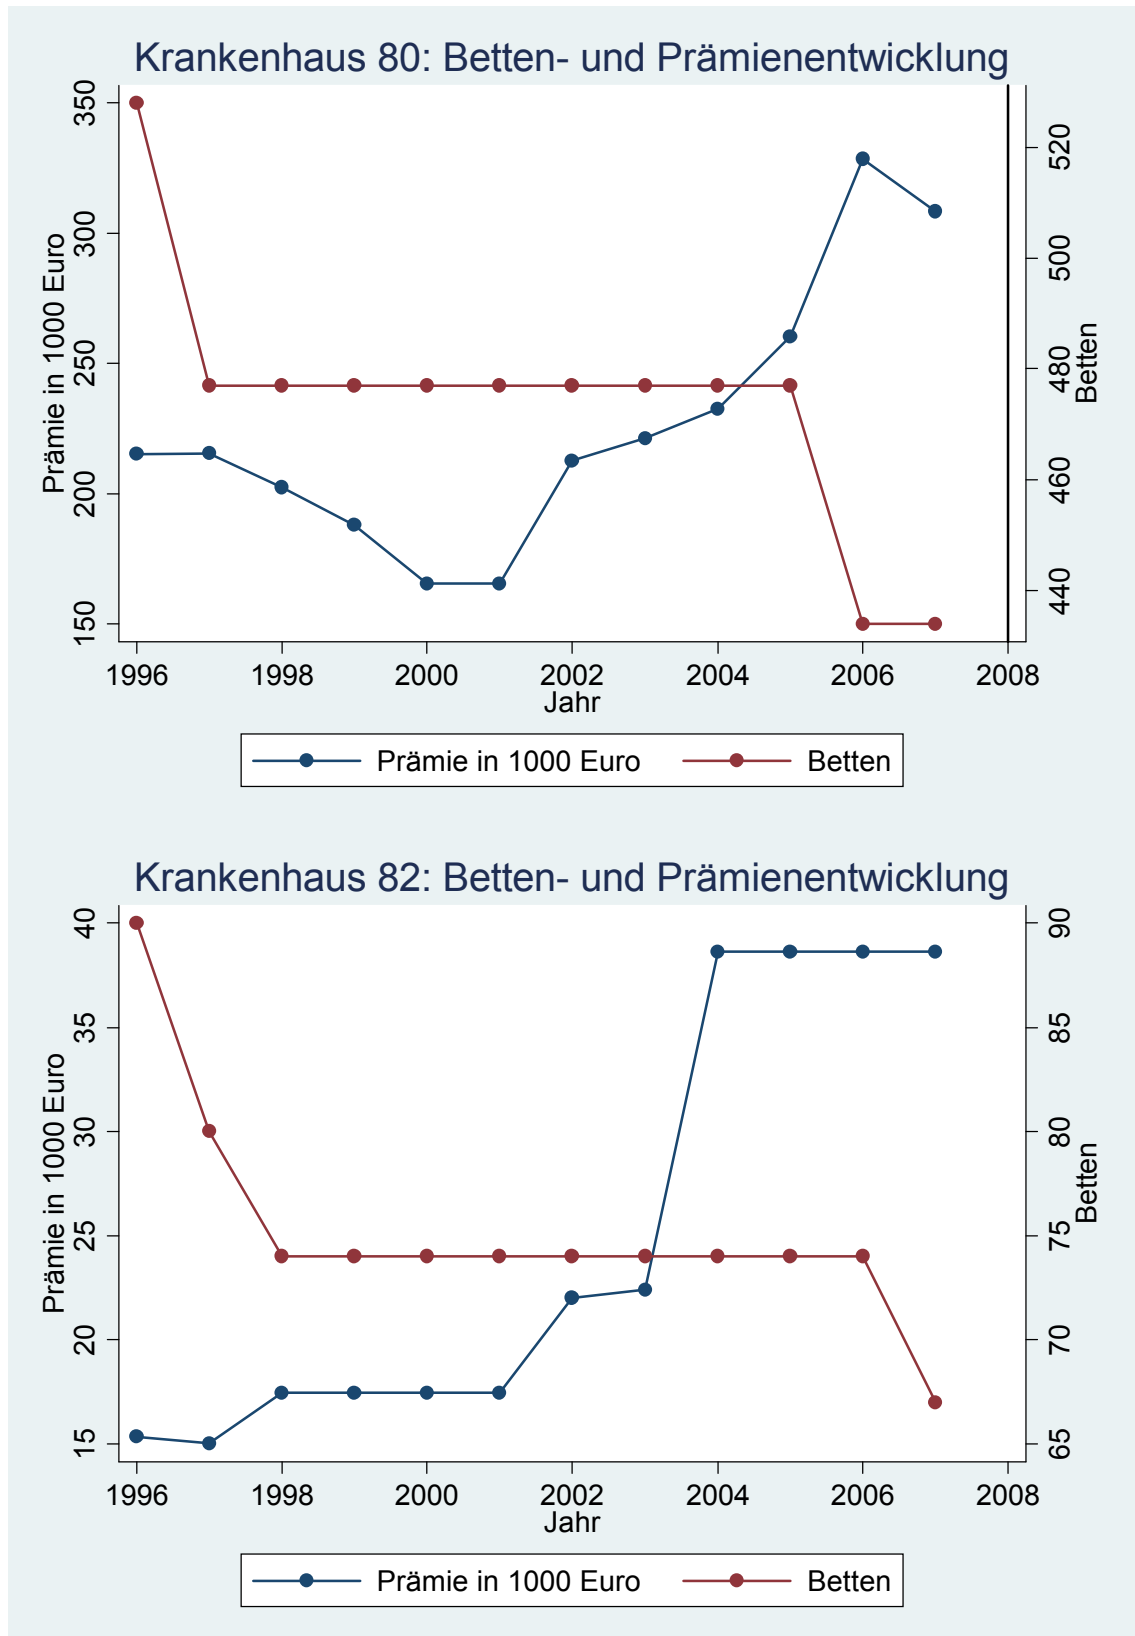 Krankenhaus 80: Betten- und Prämienentwicklung
350
300
250
200
150
Prämie in 1000 Euro
520
500
480
460
440
Betten
1996 1998 2000 2002 2004 2006 2008
Jahr
Prämie in 1000 Euro Betten
Krankenhaus 82: Betten- und Prämienentwicklung
40
35
30
25
20
15
Prämie in 1000 Euro
90
85
80
75
70
65
Betten
1996 1998 2000 2002 2004 2006 2008
Jahr
Prämie in 1000 Euro Betten